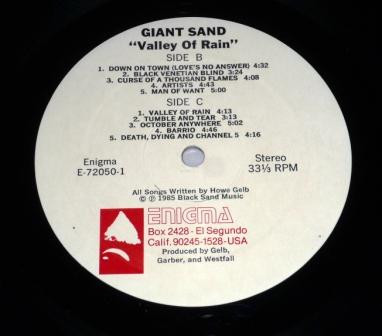 GIANT SAND
"Valley Of Rain"
SIDE B
1. DOWN ON TOWN (LOVE'S NO ANSWER) 4:32
2. BLACK VENETIAN BLIND 3:24
3. CURSE OF A THOUSAND FLAMES 4:08
4. ARTISTS 4:43
5. MAN OF WANT 5:00
SIDE C
1. VALLEY OF RAIN 4:13
2. TUMBLE AND TEAR 3:13
3. OCTOBER ANYWHERE 5:02
4. BARRIO 4:46
5. DEATH, DYING AND CHANNEL 5 4:16
Enigma
E-72050-1
Stereo
33⅓ RPM
All Songs Written by Howe Gelb
© ℗ 1985 Black Sand Music
ENIGMA
Box 2428 - El Segundo
Calif. 90245-1528 - USA
Produced by Gelb,
Garber, and Westfall